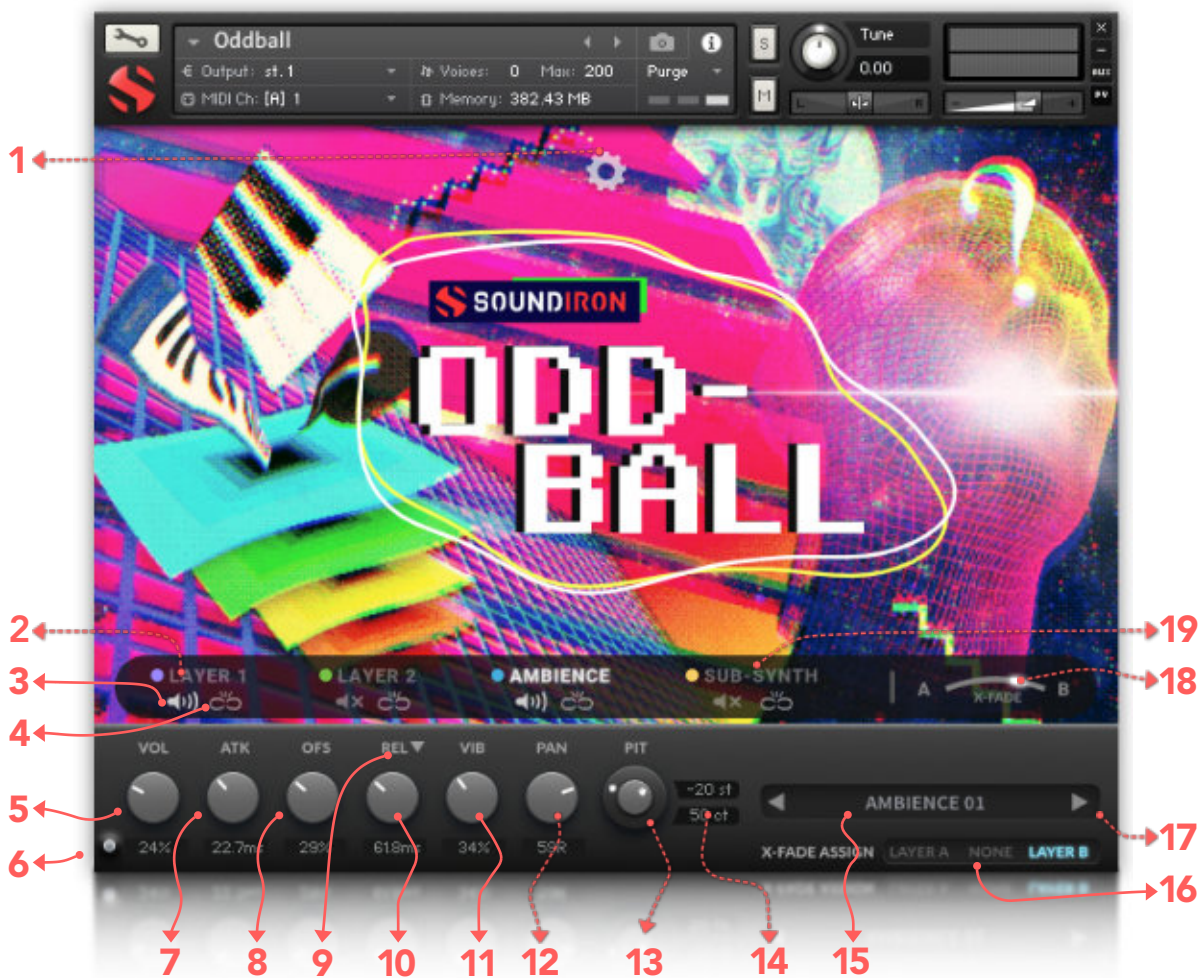 Oddball
S
Tune
Output: st.1
Voices: 0 Max: 200
Purge
0.00
AUX
MIDI Ch: [A] 1
Memory: 382,43 MB
M
L
R
PV
1
SOUNDIRON
ODD-
BALL
2
LAYER 1
LAYER 2
AMBIENCE
SUB-SYNTH
19
3
A
X-FADE
B
18
4
VOL
ATK
OFS
REL
VIB
PAN
PIT
-20 st
5
AMBIENCE 01
50 ct
17
6
24%
22.7ms
29%
61.8ms
34%
59R
X-FADE ASSIGN
LAYER A
NONE
LAYER B
16
7
8
9
10
11
12
13
14
15